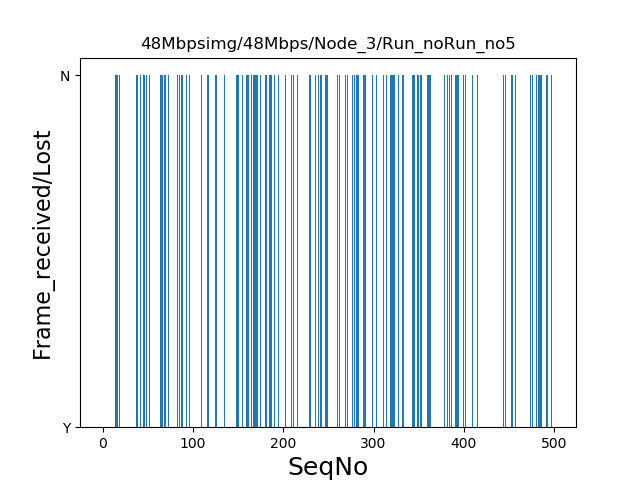 48Mbpsimg/48Mbps/Node_3/Run_noRun_no5
N
Frame_received/Lost
Y
0 100 200 300 400 500
SeqNo